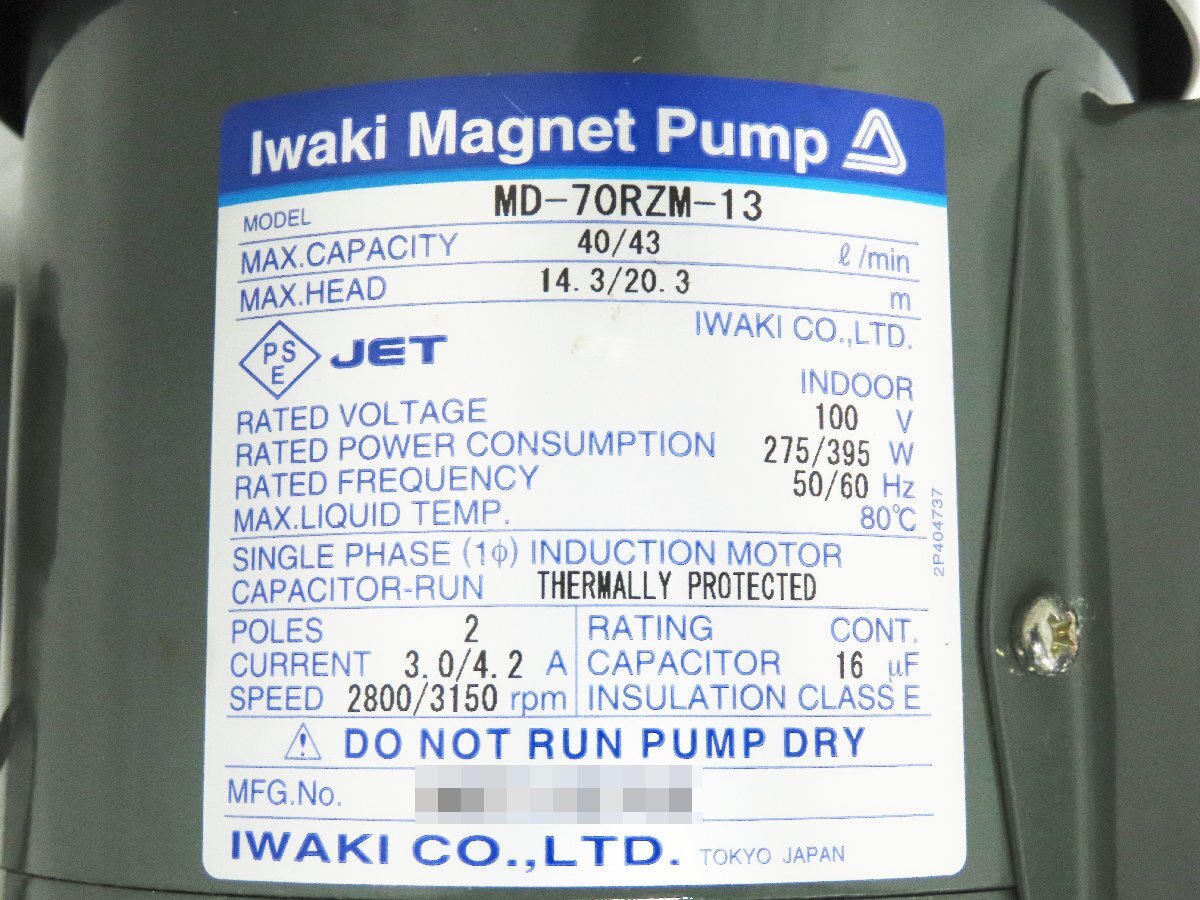 Iwaki Magnet Pump
MODEL MD-70RZM-13
MAX.CAPACITY 40/43 ℓ/min
MAX.HEAD 14.3/20.3 m
IWAKI CO.,LTD.
PSE JET
INDOOR
RATED VOLTAGE 100 V
RATED POWER CONSUMPTION 275/395 W
RATED FREQUENCY 50/60 Hz
MAX.LIQUID TEMP. 80℃
2P404737
SINGLE PHASE (1φ) INDUCTION MOTOR
CAPACITOR-RUN THERMALLY PROTECTED
POLES 2 RATING CONT.
CURRENT 3.0/4.2 A CAPACITOR 16 μF
SPEED 2800/3150 rpm INSULATION CLASS E
DO NOT RUN PUMP DRY
MFG.No.
IWAKI CO.,LTD. TOKYO JAPAN